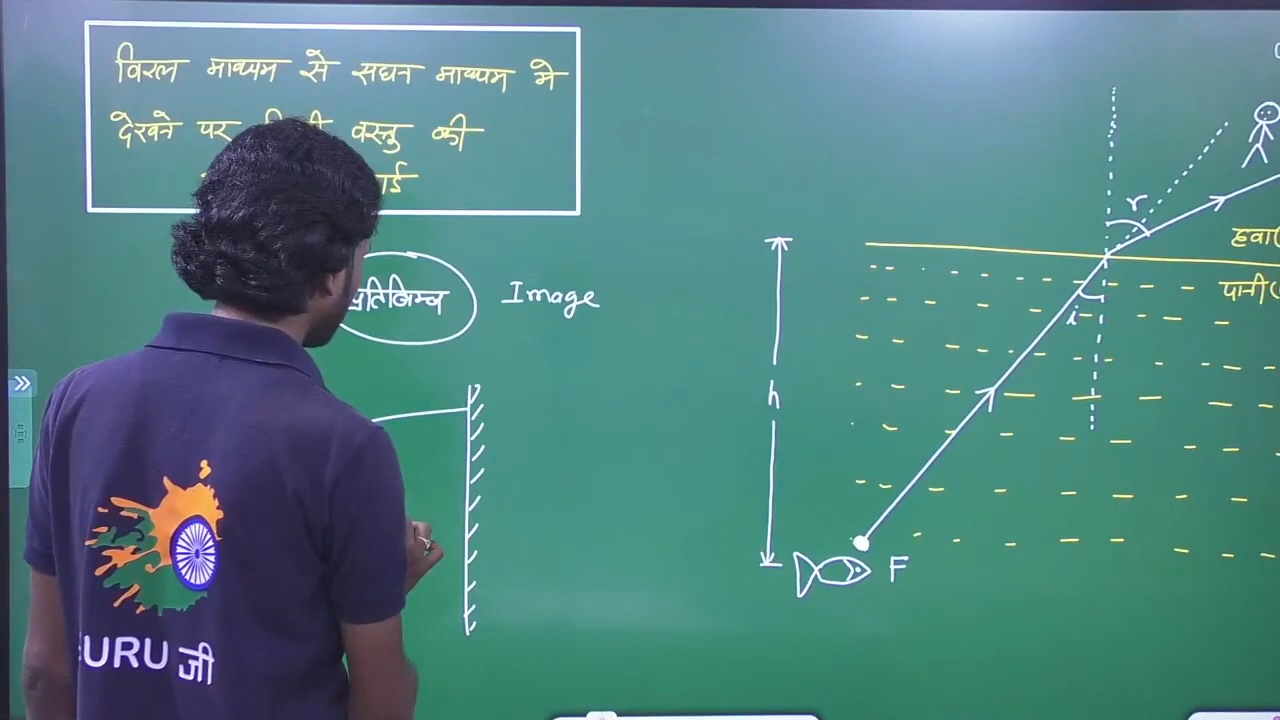 विरल माध्यम से सघन माध्यम मे
देखने पर वस्तु की
प्रतिबिम्ब Image
r
हवा(
पानी(
i
h
F
URU जी